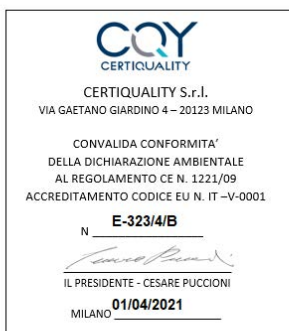 CQY
CERTIQUALITY
CERTIQUALITY S.r.l.
VIA GAETANO GIARDINO 4 – 20123 MILANO
CONVALIDA CONFORMITA'
DELLA DICHIARAZIONE AMBIENTALE
AL REGOLAMENTO CE N. 1221/09
ACCREDITAMENTO CODICE EU N. IT –V-0001
N E-323/4/B
IL PRESIDENTE - CESARE PUCCIONI
MILANO 01/04/2021